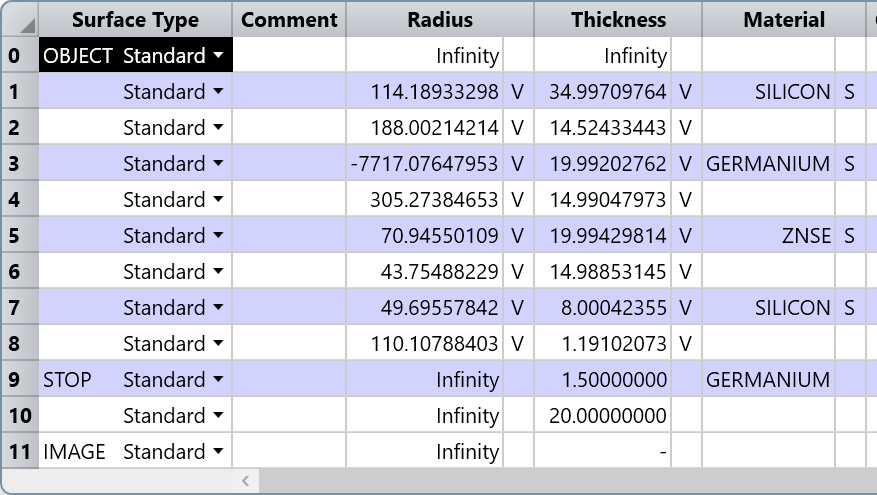 Surface Type Comment Radius Thickness Material
0 OBJECT Standard Infinity Infinity
1 Standard 114.18933298 V 34.99709764 V SILICON S
2 Standard 188.00214214 V 14.52433443 V
3 Standard -7717.07647953 V 19.99202762 V GERMANIUM S
4 Standard 305.27384653 V 14.99047973 V
5 Standard 70.94550109 V 19.99429814 V ZNSE S
6 Standard 43.75488229 V 14.98853145 V
7 Standard 49.69557842 V 8.00042355 V SILICON S
8 Standard 110.10788403 V 1.19102073 V
9 STOP Standard Infinity 1.50000000 GERMANIUM
10 Standard Infinity 20.00000000
11 IMAGE Standard Infinity -